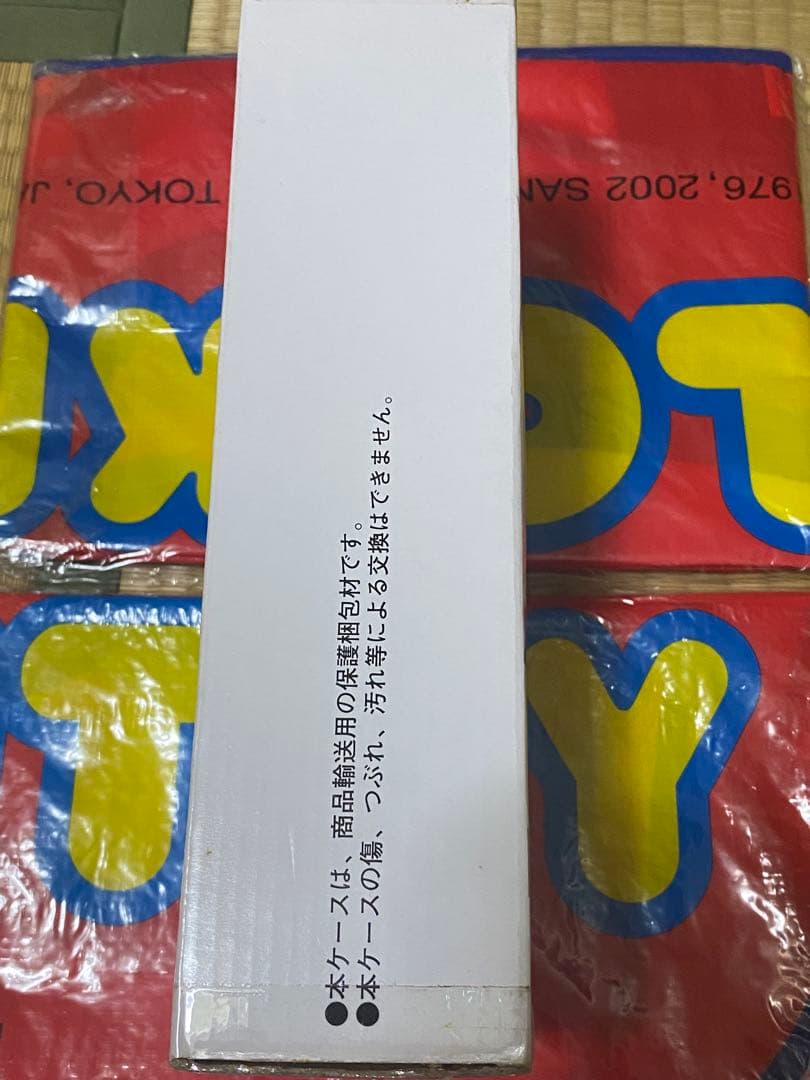 ●本ケースは、商品輸送用の保護梱包材です。
●本ケースの傷、つぶれ、汚れ等による交換はできません。
976, 2002 SAN
TOKYO, J
L
O
K
T
Y